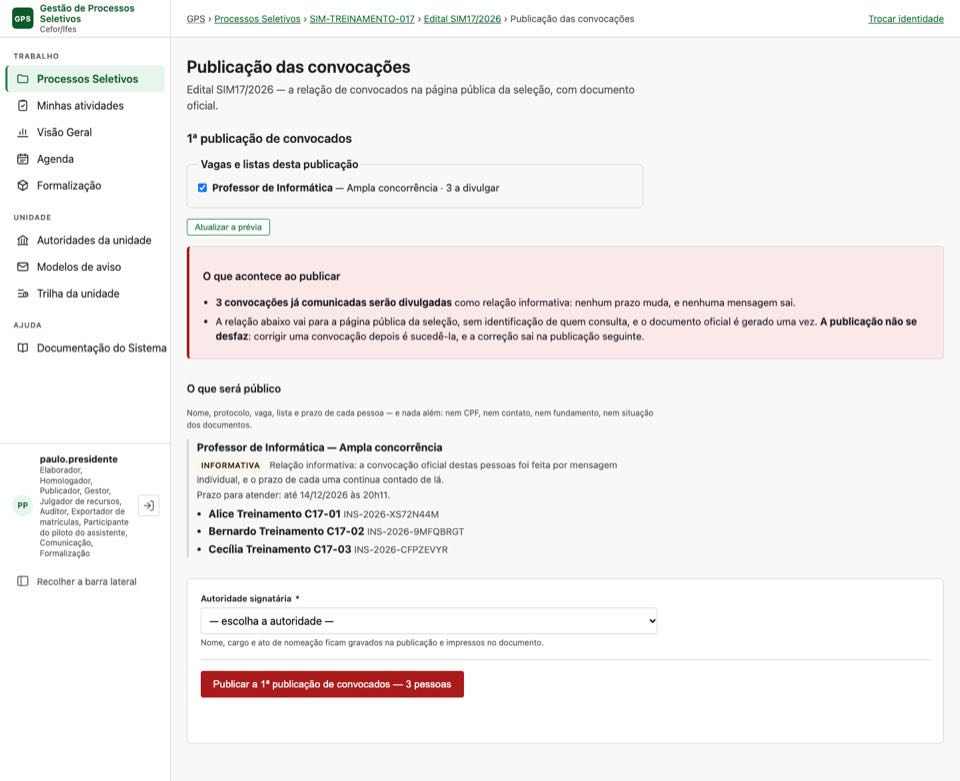 GPS
Gestão de Processos
Seletivos
Cefor/Ifes
GPS › Processos Seletivos › SIM-TREINAMENTO-017 › Edital SIM17/2026 › Publicação das convocações
Trocar identidade
TRABALHO
Processos Seletivos
Minhas atividades
Visão Geral
Agenda
Formalização
UNIDADE
Autoridades da unidade
Modelos de aviso
Trilha da unidade
AJUDA
Documentação do Sistema
PP
paulo.presidente
Elaborador,
Homologador,
Publicador, Gestor,
Julgador de recursos,
Auditor, Exportador de
matrículas, Participante
do piloto do assistente,
Comunicação,
Formalização
Recolher a barra lateral
Publicação das convocações
Edital SIM17/2026 — a relação de convocados na página pública da seleção, com documento
oficial.
1ª publicação de convocados
Vagas e listas desta publicação
Professor de Informática — Ampla concorrência · 3 a divulgar
Atualizar a prévia
O que acontece ao publicar
• 3 convocações já comunicadas serão divulgadas como relação informativa: nenhum prazo muda, e nenhuma mensagem sai.
• A relação abaixo vai para a página pública da seleção, sem identificação de quem consulta, e o documento oficial é gerado uma vez. A publicação não se
desfaz: corrigir uma convocação depois é sucedê-la, e a correção sai na publicação seguinte.
O que será público
Nome, protocolo, vaga, lista e prazo de cada pessoa — e nada além: nem CPF, nem contato, nem fundamento, nem situação
dos documentos.
Professor de Informática — Ampla concorrência
INFORMATIVA Relação informativa: a convocação oficial destas pessoas foi feita por mensagem
individual, e o prazo de cada uma continua contado de lá.
Prazo para atender: até 14/12/2026 às 20h11.
• Alice Treinamento C17-01 INS-2026-XS72N44M
• Bernardo Treinamento C17-02 INS-2026-9MFQBRGT
• Cecília Treinamento C17-03 INS-2026-CFPZEVYR
Autoridade signatária *
— escolha a autoridade —
Nome, cargo e ato de nomeação ficam gravados na publicação e impressos no documento.
Publicar a 1ª publicação de convocados — 3 pessoas